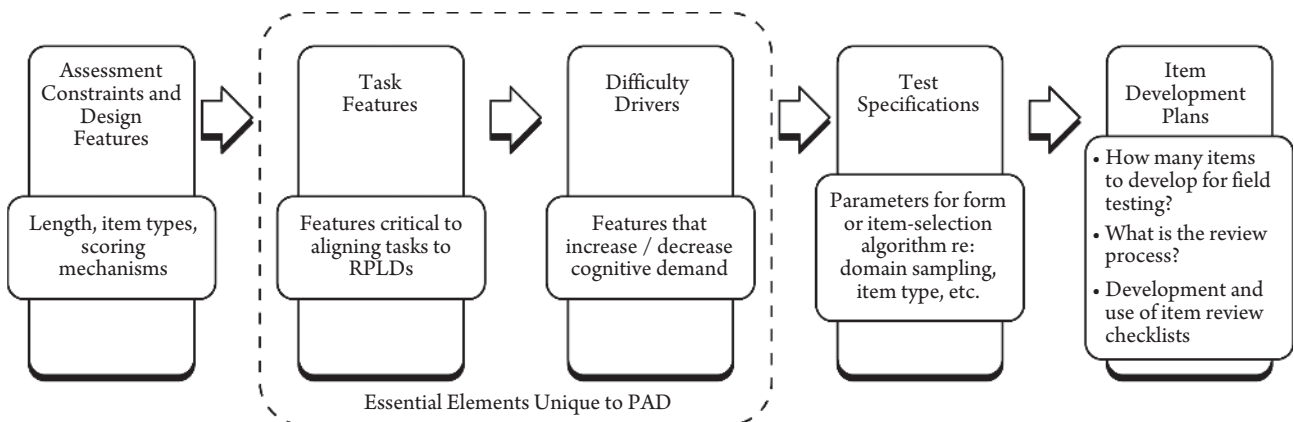 Assessment
Constraints and
Design
Features
Length, item types,
scoring
mechanisms
Task
Features
Features critical to
aligning tasks to
RPLDs
Difficulty
Drivers
Features that
increase / decrease
cognitive demand
Essential Elements Unique to PAD
Test
Specifications
Parameters for form
or item-selection
algorithm re:
domain sampling,
item type, etc.
Item
Development
Plans
• How many items
to develop for field
testing?
• What is the review
process?
• Development and
use of item review
checklists